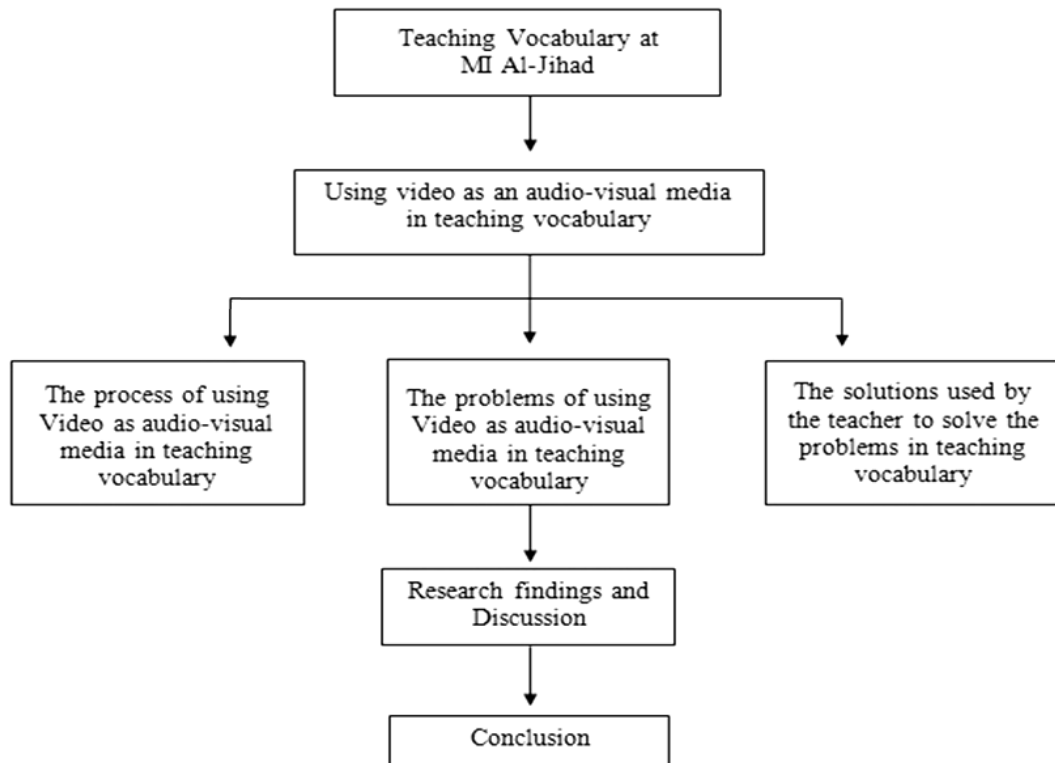 Teaching Vocabulary at
MI Al-Jihad
Using video as an audio-visual media
in teaching vocabulary
The process of using
Video as audio-visual
media in teaching
vocabulary
The problems of using
Video as audio-visual
media in teaching
vocabulary
The solutions used by
the teacher to solve the
problems in teaching
vocabulary
Research findings and
Discussion
Conclusion